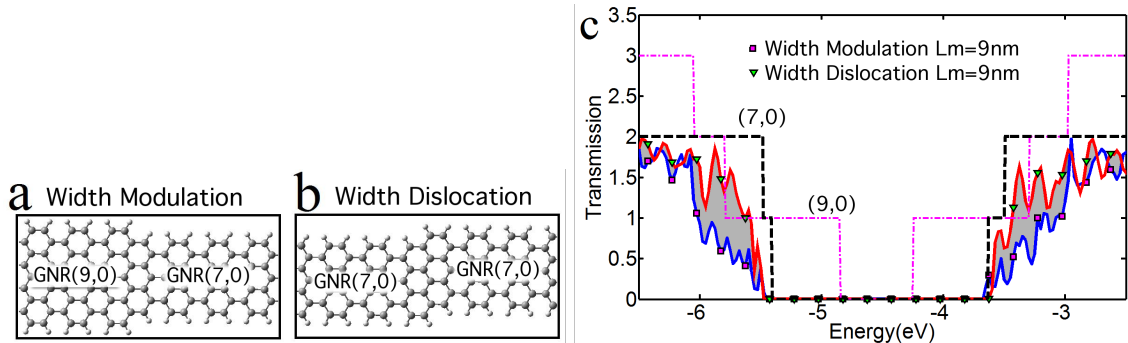 a Width Modulation
GNR(9,0) GNR(7,0)
b Width Dislocation
GNR(7,0) GNR(7,0)
c
Width Modulation Lm=9nm
Width Dislocation Lm=9nm
(7,0)
(9,0)
Transmission
3.5
3
2.5
2
1.5
1
0.5
0
-6 -5 -4 -3
Energy(eV)